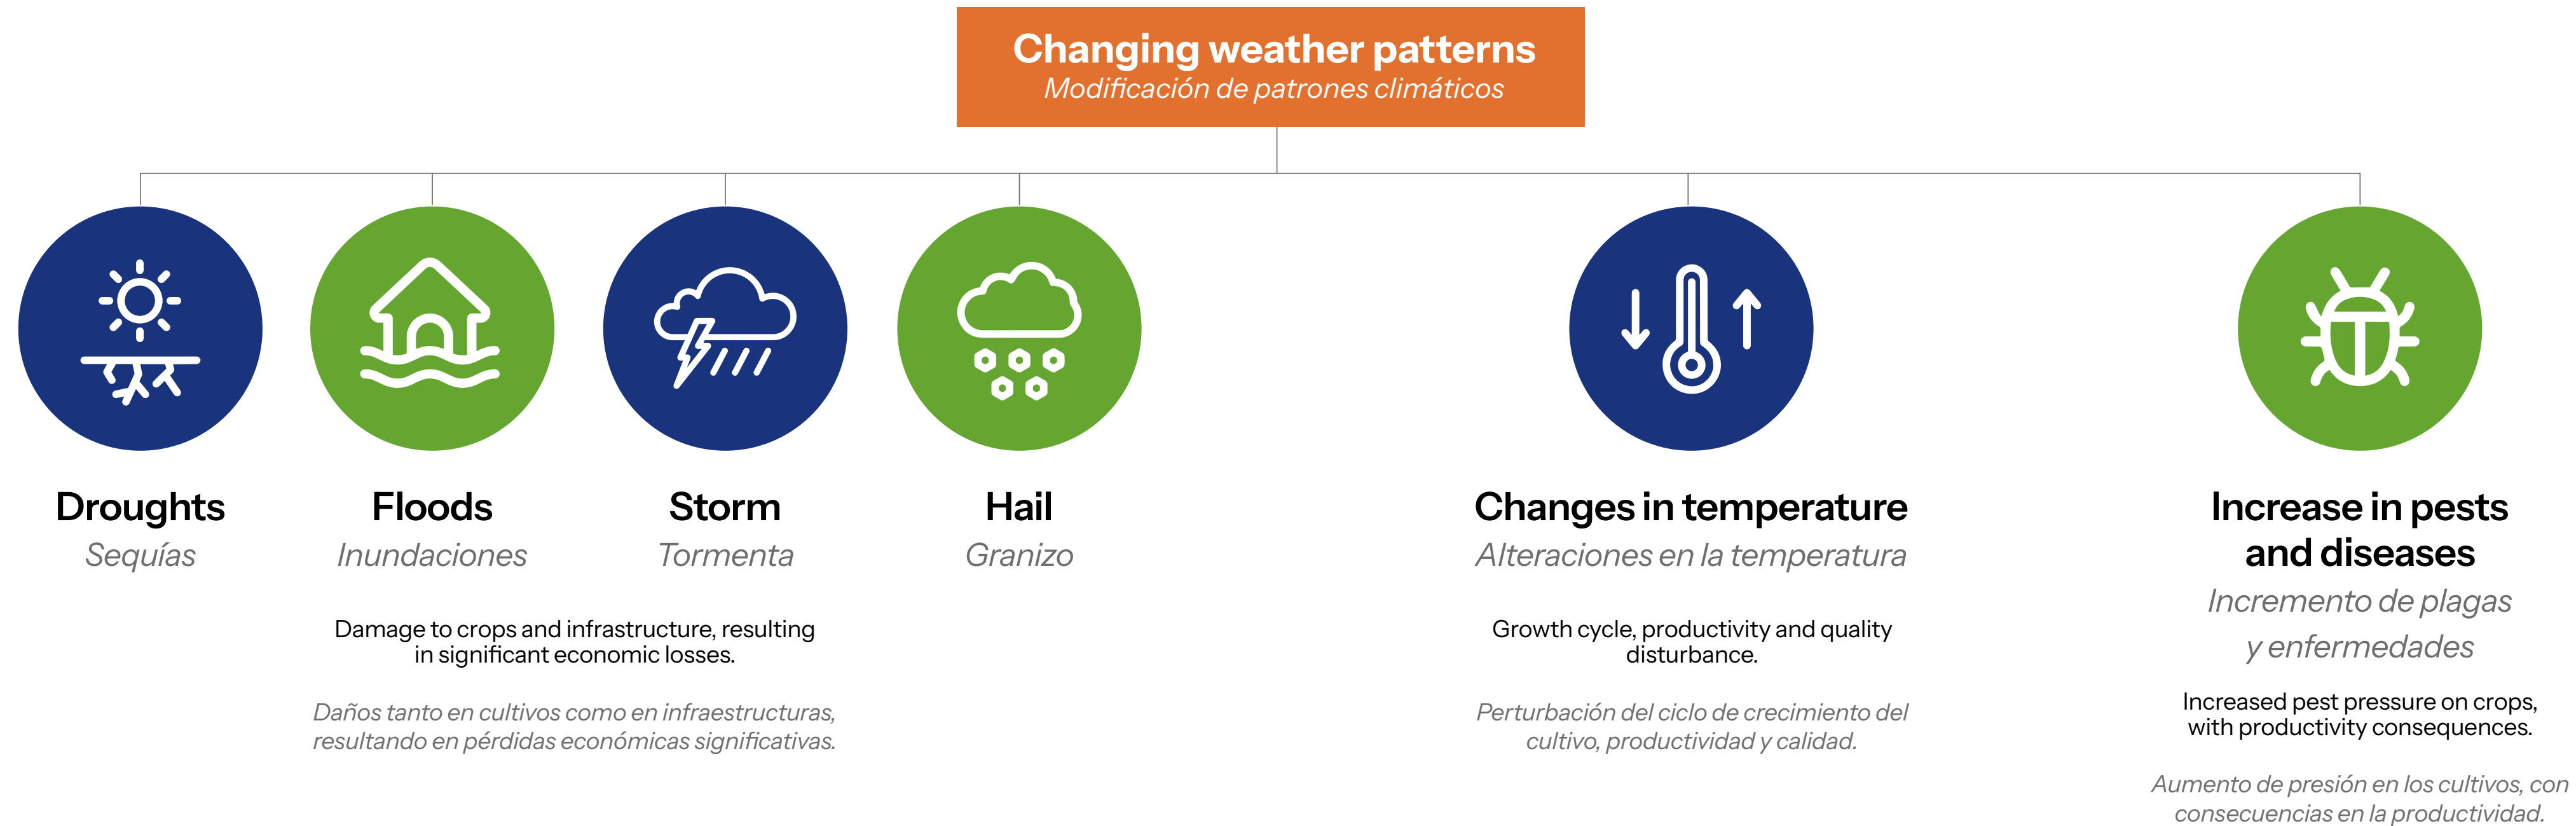 Changing weather patterns
Modificación de patrones climáticos
Droughts
Sequías
Floods
Inundaciones
Storm
Tormenta
Hail
Granizo
Damage to crops and infrastructure, resulting
in significant economic losses.
Daños tanto en cultivos como en infraestructuras,
resultando en pérdidas económicas significativas.
Changes in temperature
Alteraciones en la temperatura
Growth cycle, productivity and quality
disturbance.
Perturbación del ciclo de crecimiento del
cultivo, productividad y calidad.
Increase in pests
and diseases
Incremento de plagas
y enfermedades
Increased pest pressure on crops,
with productivity consequences.
Aumento de presión en los cultivos, con
consecuencias en la productividad.